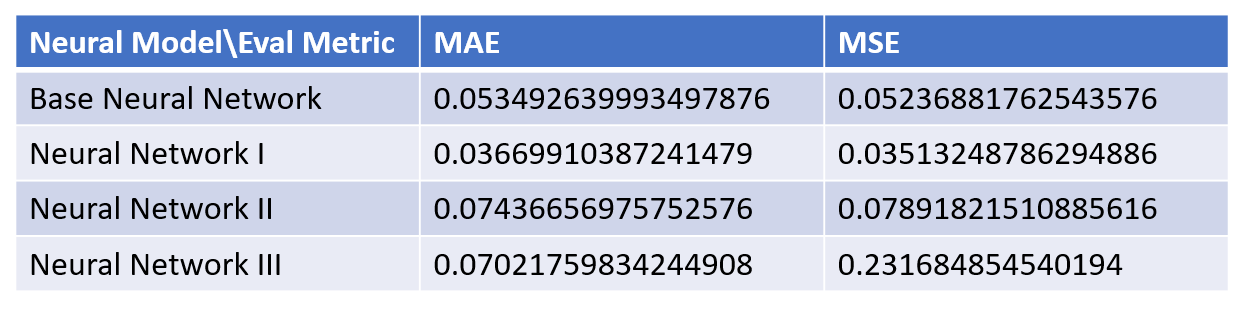 Neural Model\Eval Metric MAE MSE
Base Neural Network 0.053492639993497876 0.05236881762543576
Neural Network I 0.03669910387241479 0.03513248786294886
Neural Network II 0.07436656975752576 0.07891821510885616
Neural Network III 0.07021759834244908 0.231684854540194